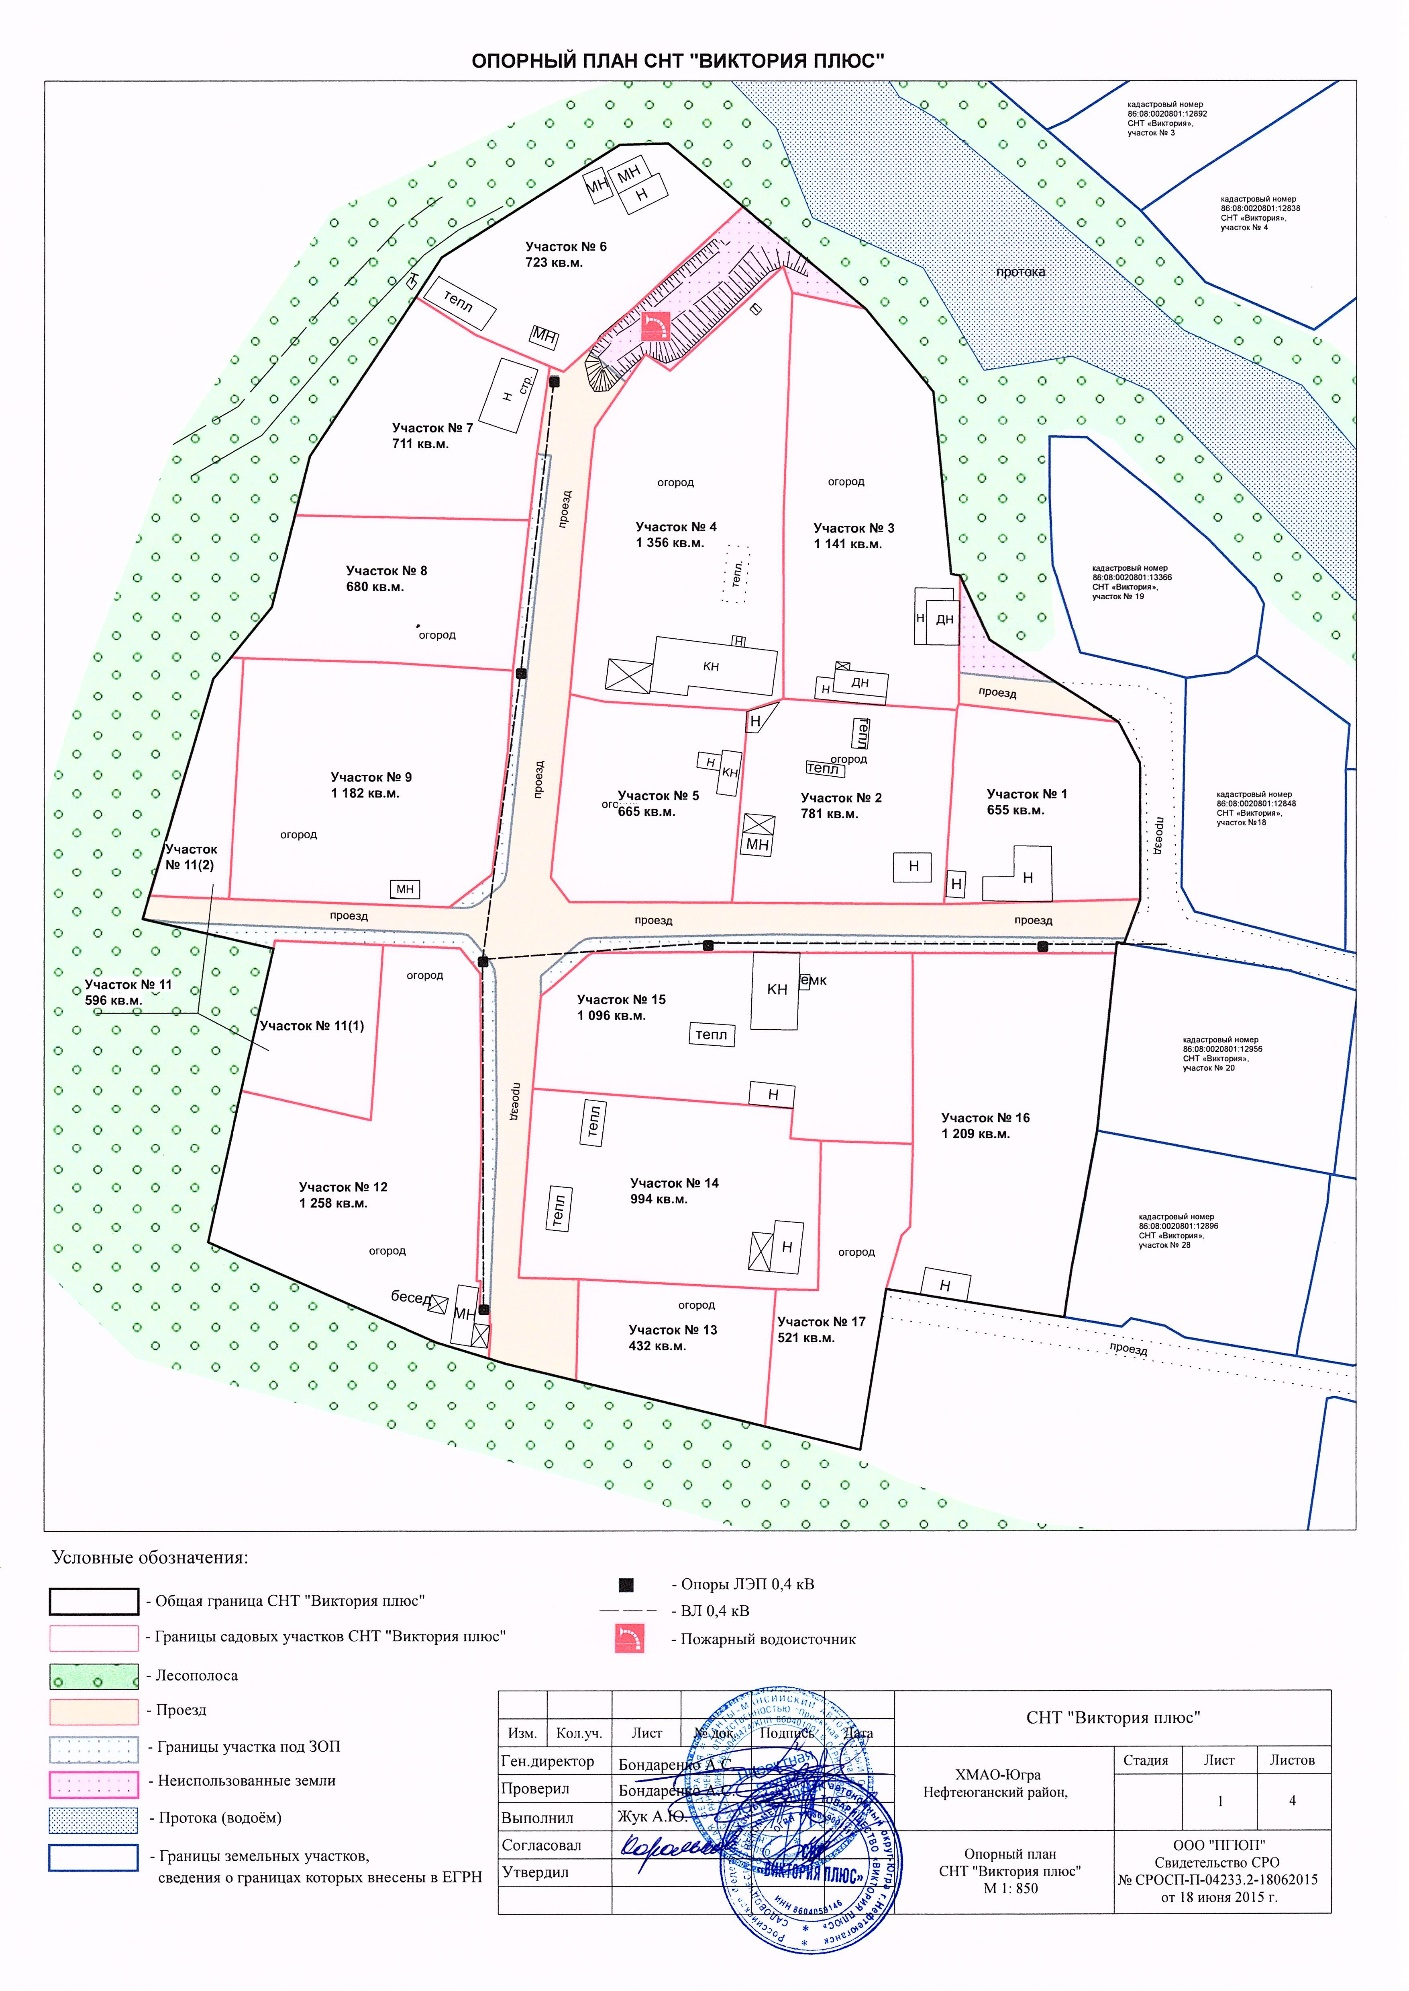 ОПОРНЫЙ ПЛАН СНТ "ВИКТОРИЯ ПЛЮС"
кадастровый номер
86:08:0020801:12692
СНТ «Виктория»,
участок № 3
кадастровый номер
86:08:0020801:12838
СНТ «Виктория»,
участок № 4
протока
МН
МН
Н
Участок № 6
723 кв.м.
тепл
МН
Н
стр.
Участок № 7
711 кв.м.
проезд
огород
Участок № 4
1 356 кв.м.
тепл.
огород
Участок № 3
1 141 кв.м.
кадастровый номер
86:08:0020801:13366
СНТ «Виктория»,
участок № 19
Участок № 8
680 кв.м.
огород
Н
КН
Н
ДН
Н
ДН
проезд
Н
тепл
огород
тепл
Н
КН
проезд
Участок № 9
1 182 кв.м.
огород
МН
Участок № 5
665 кв.м.
Участок № 2
781 кв.м.
МН
Н
Участок № 1
655 кв.м.
Н
Н
проезд
кадастровый номер
86:08:0020801:12848
СНТ «Виктория»,
участок №18
Участок
№ 11(2)
проезд
проезд
проезд
огород
Участок № 11
596 кв.м.
Участок № 11(1)
Участок № 15
1 096 кв.м.
КН
емк
тепл
Н
проезд
кадастровый номер
86:08:0020801:12956
СНТ «Виктория»,
участок № 20
Участок № 16
1 209 кв.м.
тепл
Участок № 12
1 258 кв.м.
огород
Участок № 14
994 кв.м.
тепл
Н
огород
кадастровый номер
86:08:0020801:12896
СНТ «Виктория»,
участок № 28
бесед
МН
огород
Участок № 13
432 кв.м.
Участок № 17
521 кв.м.
Н
проезд
Условные обозначения:
- Общая граница СНТ "Виктория плюс"
- Границы садовых участков СНТ "Виктория плюс"
- Лесополоса
- Проезд
- Границы участка под ЗОП
- Неиспользованные земли
- Протока (водоём)
- Границы земельных участков,
сведения о границах которых внесены в ЕГРН
- Опоры ЛЭП 0,4 кВ
- ВЛ 0,4 кВ
- Пожарный водоисточник
Изм. Кол.уч. Лист № док. Подпись Дата
Ген.директор Бондаренко А.С.
Проверил Бондаренко А.С.
Выполнил Жук А.Ю.
Согласовал
Утвердил
СНТ "Виктория плюс"
ХМАО-Югра
Нефтеюганский район,
Стадия Лист Листов
1 4
Опорный план
СНТ "Виктория плюс"
М 1: 850
ООО "ПГЮП"
Свидетельство СРО
№ СРОСП-П-04233.2-18062015
от 18 июня 2015 г.
СНТ
«ВИКТОРИЯ ПЛЮС»
ИНН 8604059146